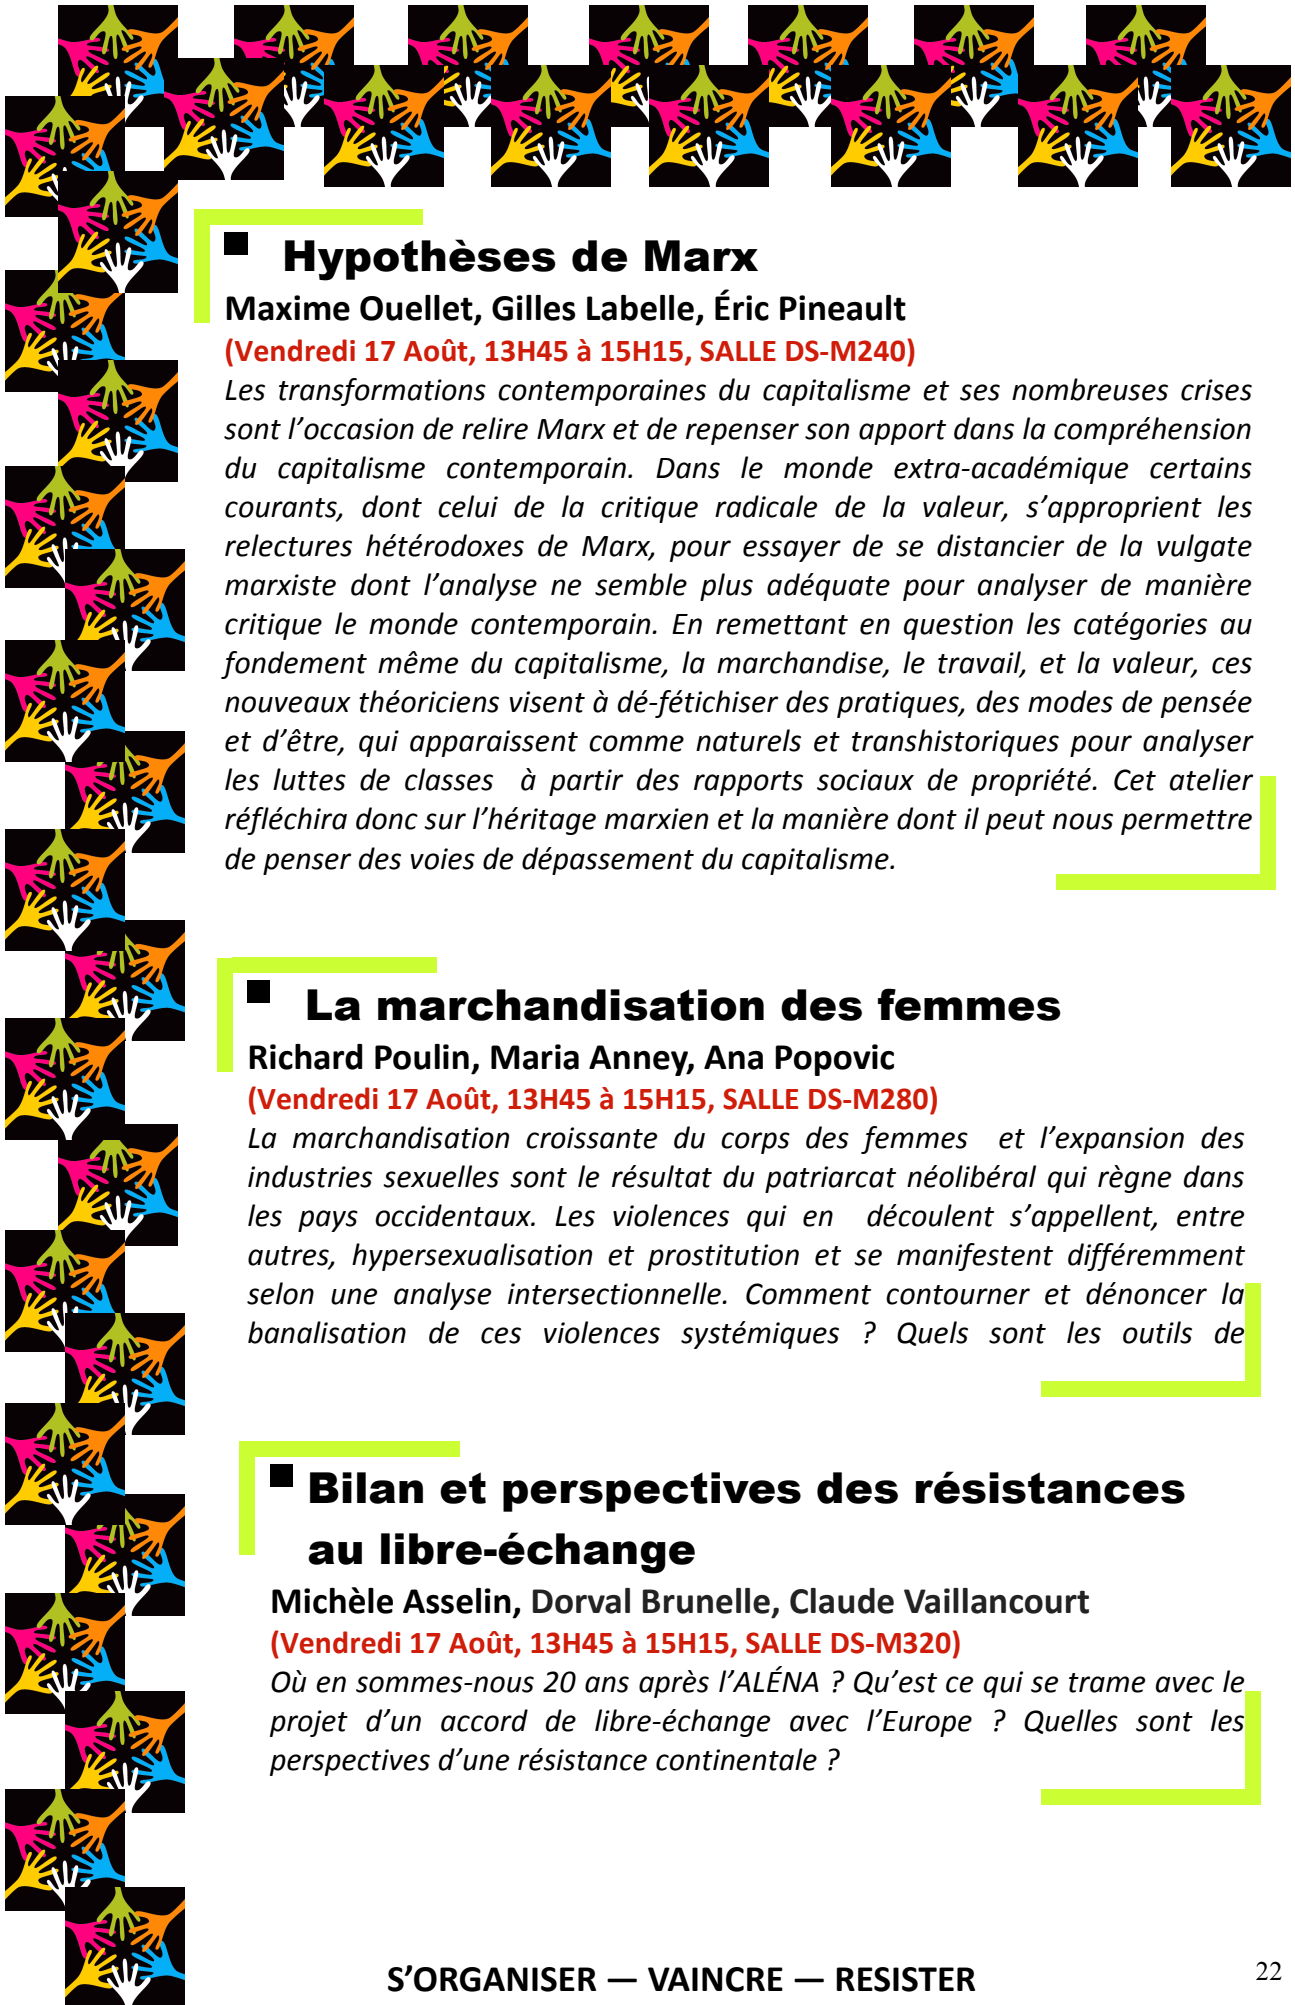 Hypothèses de Marx
Maxime Ouellet, Gilles Labelle, Éric Pineault
(Vendredi 17 Août, 13H45 à 15H15, SALLE DS-M240)
Les transformations contemporaines du capitalisme et ses nombreuses crises
sont l’occasion de relire Marx et de repenser son apport dans la compréhension
du capitalisme contemporain. Dans le monde extra-académique certains
courants, dont celui de la critique radicale de la valeur, s’approprient les
relectures hétérodoxes de Marx, pour essayer de se distancier de la vulgate
marxiste dont l’analyse ne semble plus adéquate pour analyser de manière
critique le monde contemporain. En remettant en question les catégories au
fondement même du capitalisme, la marchandise, le travail, et la valeur, ces
nouveaux théoriciens visent à dé-fétichiser des pratiques, des modes de pensée
et d’être, qui apparaissent comme naturels et transhistoriques pour analyser
les luttes de classes à partir des rapports sociaux de propriété. Cet atelier
réfléchira donc sur l’héritage marxien et la manière dont il peut nous permettre
de penser des voies de dépassement du capitalisme.
La marchandisation des femmes
Richard Poulin, Maria Anney, Ana Popovic
(Vendredi 17 Août, 13H45 à 15H15, SALLE DS-M280)
La marchandisation croissante du corps des femmes et l’expansion des
industries sexuelles sont le résultat du patriarcat néolibéral qui règne dans
les pays occidentaux. Les violences qui en découlent s’appellent, entre
autres, hypersexualisation et prostitution et se manifestent différemment
selon une analyse intersectionnelle. Comment contourner et dénoncer la
banalisation de ces violences systémiques ? Quels sont les outils de
Bilan et perspectives des résistances
au libre-échange
Michèle Asselin, Dorval Brunelle, Claude Vaillancourt
(Vendredi 17 Août, 13H45 à 15H15, SALLE DS-M320)
Où en sommes-nous 20 ans après l’ALÉNA ? Qu’est ce qui se trame avec le
projet d’un accord de libre-échange avec l’Europe ? Quelles sont les
perspectives d’une résistance continentale ?
S’ORGANISER — VAINCRE — RESISTER
22